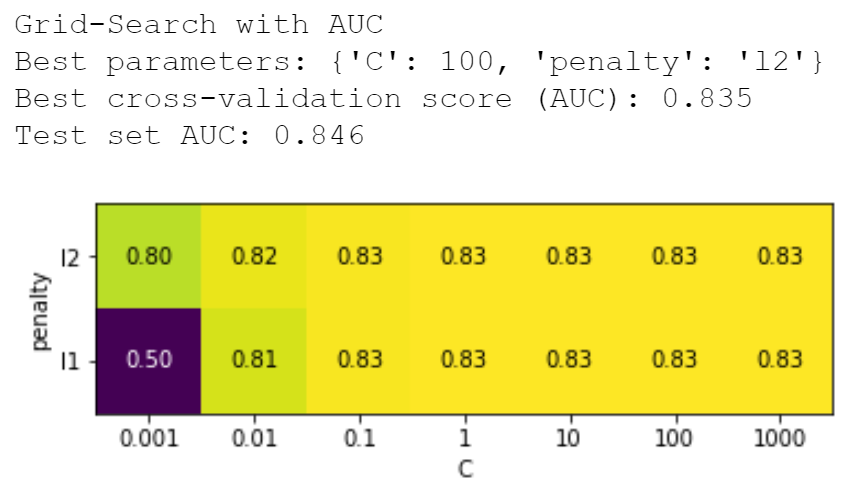 Grid-Search with AUC
Best parameters: {'C': 100, 'penalty': 'l2'}
Best cross-validation score (AUC): 0.835
Test set AUC: 0.846
penalty
l2 0.80 0.82 0.83 0.83 0.83 0.83 0.83
l1 0.50 0.81 0.83 0.83 0.83 0.83 0.83
0.001 0.01 0.1 1 10 100 1000
C